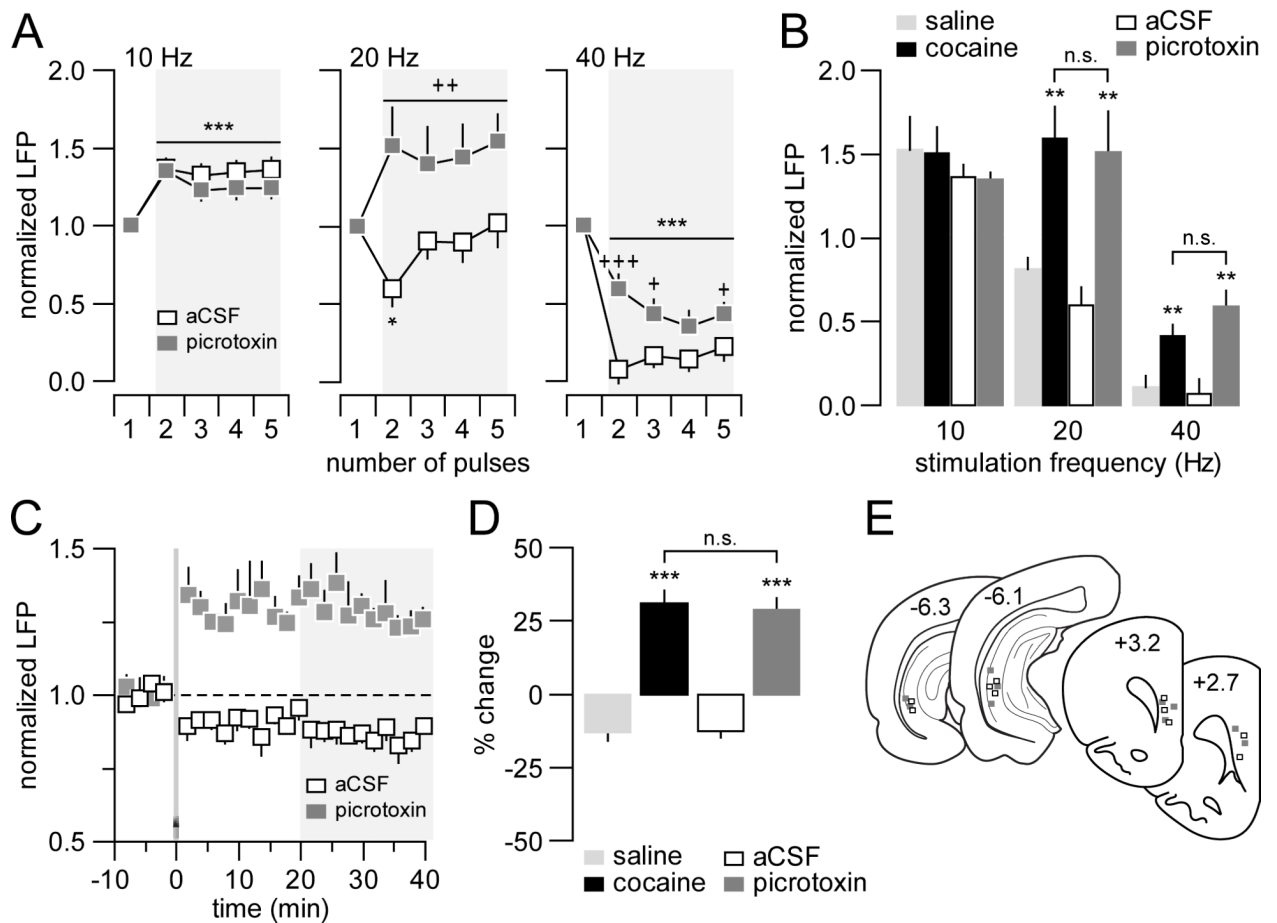 A
10 Hz
20 Hz
40 Hz
2.0
1.5
1.0
0.5
0.0
normalized LFP
***
++
*
***
+++
+
+
aCSF
picrotoxin
1 2 3 4 5
1 2 3 4 5
1 2 3 4 5
number of pulses
B
saline
cocaine
aCSF
picrotoxin
2.0
1.5
1.0
0.5
0.0
normalized LFP
n.s.
** **
n.s.
** **
10 20 40
stimulation frequency (Hz)
C
1.5
1.0
0.5
normalized LFP
aCSF
picrotoxin
-10 0 10 20 30 40
time (min)
D
50
25
0
-25
-50
% change
n.s.
*** ***
saline
cocaine
aCSF
picrotoxin
E
-6.3
-6.1
+3.2
+2.7